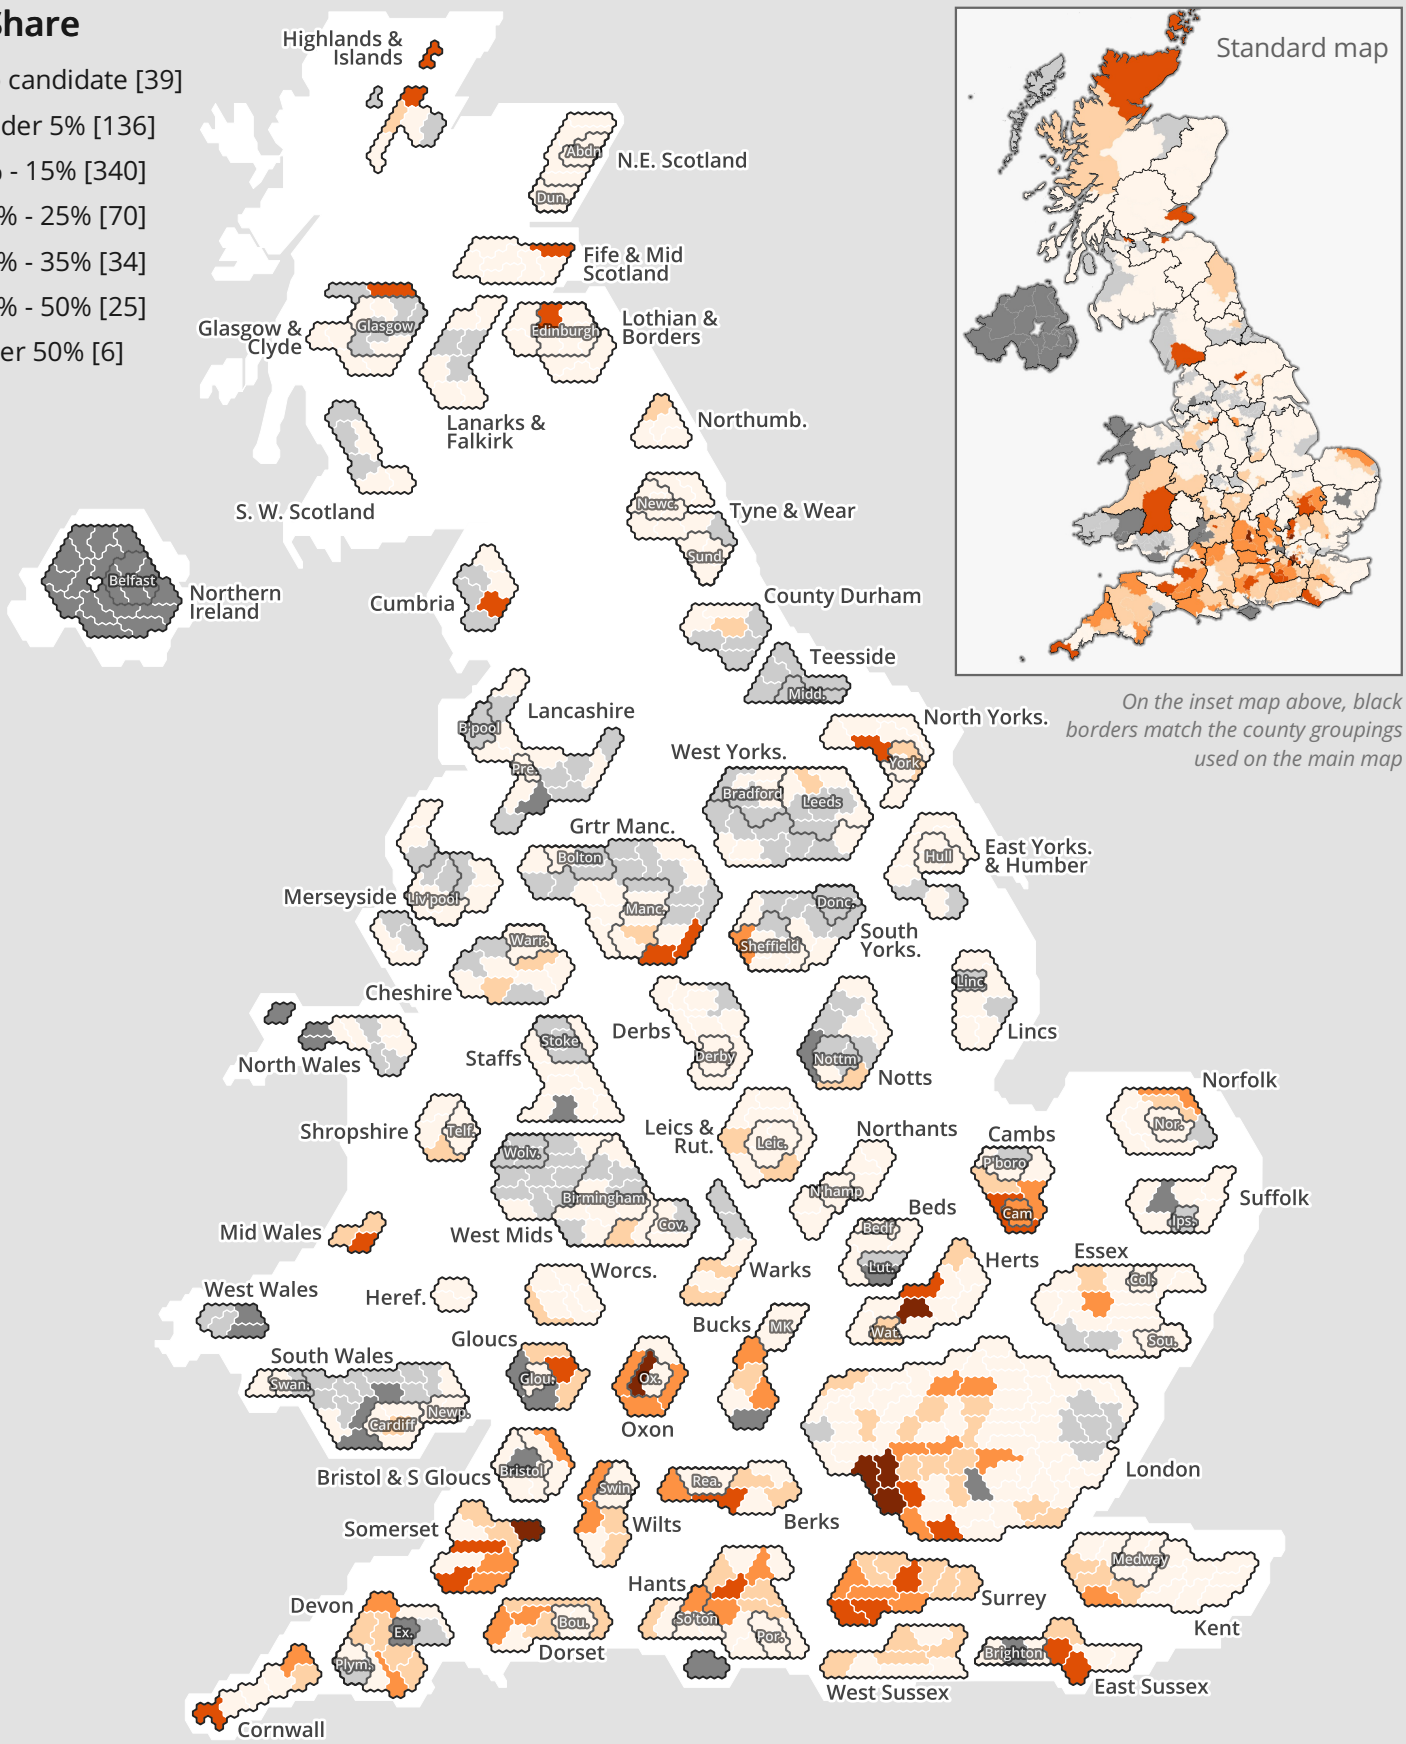 Share
candidate [39]
der 5% [136]
- 15% [340]
% - 25% [70]
% - 35% [34]
% - 50% [25]
er 50% [6]
Standard map
On the inset map above, black
borders match the county groupings
used on the main map
Highlands &
Islands
Abdn
Dun.
N.E. Scotland
Fife & Mid
Scotland
Glasgow &
Clyde
Glasgow
Edinburgh
Lothian &
Borders
Lanarks &
Falkirk
Northumb.
S. W. Scotland
Newc.
Tyne & Wear
Sund.
Belfast
Northern
Ireland
Cumbria
County Durham
Teesside
Midd.
Lancashire
B'pool
Pre.
North Yorks.
York
West Yorks.
Bradford
Leeds
Grtr Manc.
Bolton
Manc.
East Yorks.
& Humber
Hull
Merseyside
Liv'pool
Donc.
Sheffield
South
Yorks.
Warr.
Cheshire
Linc
Lincs
North Wales
Staffs
Stoke
Derbs
Derby
Nottm
Notts
Norfolk
Nor.
Shropshire
Telf.
Leics &
Rut.
Leic.
Northants
N'hamp
Cambs
P'boro
Cam
Wolv.
Birmingham
Cov.
West Mids
Suffolk
Ips.
Mid Wales
Beds
Bedf
Lut.
Herts
Wat.
Essex
Col.
Sou.
West Wales
Heref.
Worcs.
Warks
Bucks
MK
Gloucs
Glou.
Ox.
Oxon
South Wales
Swan.
Cardiff
Newp.
Bristol & S Gloucs
Bristol
London
Swin
Wilts
Rea.
Berks
Somerset
Medway
Kent
Hants
So'ton
Por.
Surrey
Devon
Ex.
Plym.
Bou.
Dorset
West Sussex
Brighton
East Sussex
Cornwall